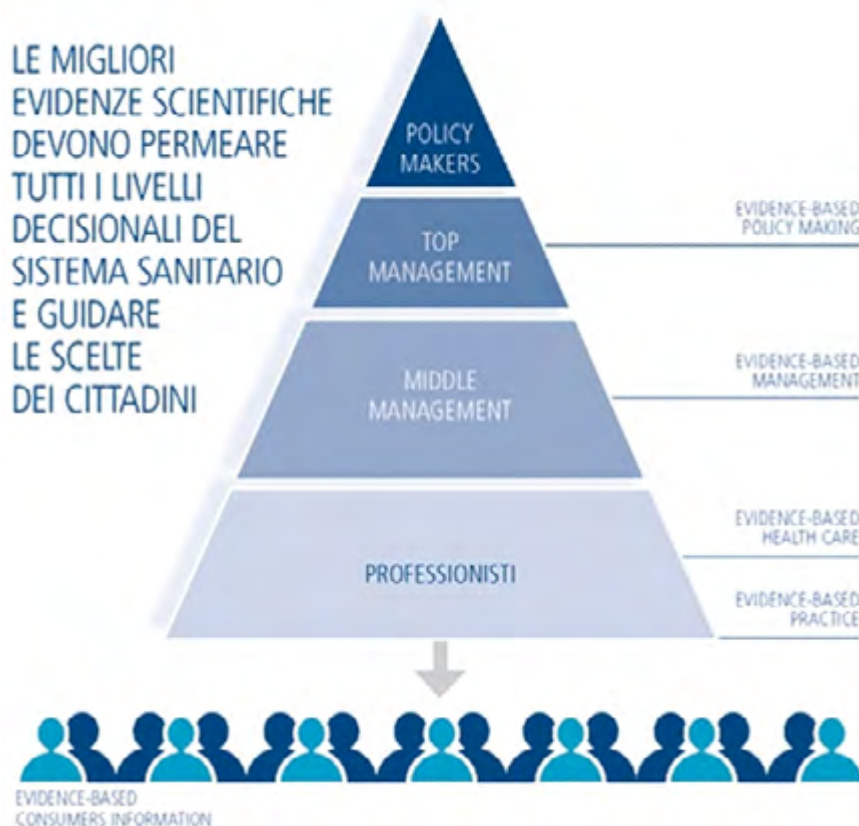 LE MIGLIORI
EVIDENZE SCIENTIFICHE
DEVONO PERMEARE
TUTTI I LIVELLI
DECISIONALI DEL
SISTEMA SANITARIO
E GUIDARE
LE SCELTE
DEI CITTADINI
POLICY
MAKERS
TOP
MANAGEMENT
MIDDLE
MANAGEMENT
PROFESSIONISTI
EVIDENCE-BASED
POLICY MAKING
EVIDENCE-BASED
MANAGEMENT
EVIDENCE-BASED
HEALTH CARE
EVIDENCE-BASED
PRACTICE
EVIDENCE-BASED
CONSUMERS INFORMATION